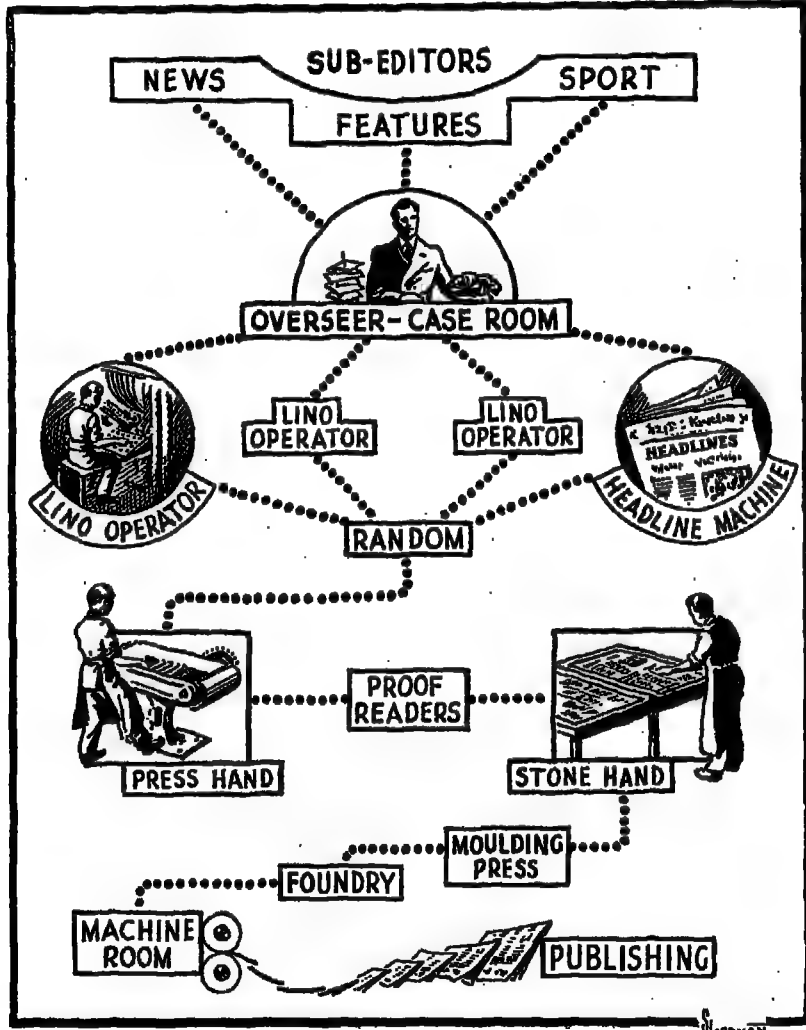 SUB-EDITORS
NEWS
SPORT
FEATURES
OVERSEER-CASE ROOM
LINO
OPERATOR
LINO
OPERATOR
HEADLINES
LINO OPERATOR
HEADLINE MACHINE
RANDOM
PROOF
READERS
PRESS HAND
STONE HAND
MOULDING
PRESS
FOUNDRY
MACHINE
ROOM
PUBLISHING